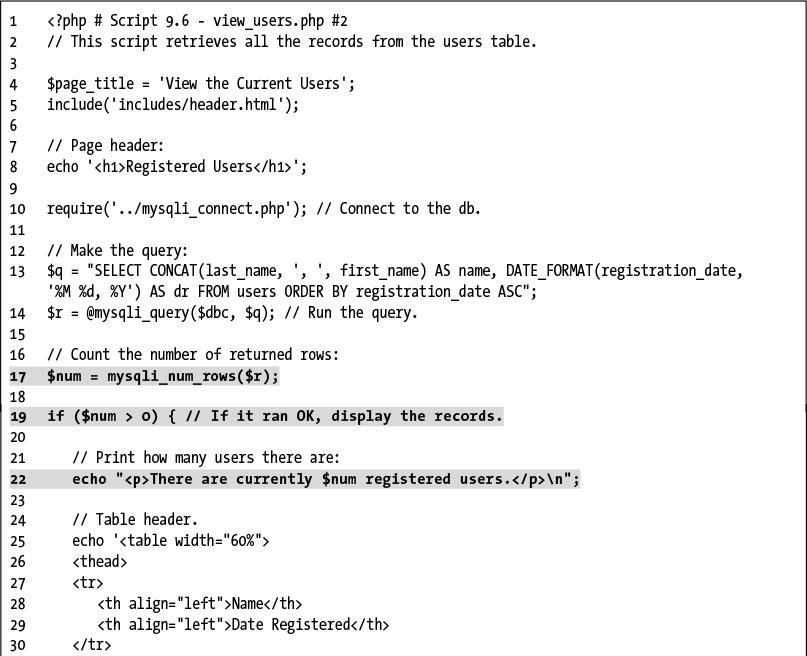 1 <?php # Script 9.6 - view_users.php #2
2 // This script retrieves all the records from the users table.
3
4 $page_title = 'View the Current Users';
5 include('includes/header.html');
6
7 // Page header:
8 echo '<h1>Registered Users</h1>';
9
10 require('../mysqli_connect.php'); // Connect to the db.
11
12 // Make the query:
13 $q = "SELECT CONCAT(last_name, ', ', first_name) AS name, DATE_FORMAT(registration_date,
'%M %d, %Y') AS dr FROM users ORDER BY registration_date ASC";
14 $r = @mysqli_query($dbc, $q); // Run the query.
15
16 // Count the number of returned rows:
17 $num = mysqli_num_rows($r);
18
19 if ($num > 0) { // If it ran OK, display the records.
20
21 // Print how many users there are:
22 echo "<p>There are currently $num registered users.</p>\n";
23
24 // Table header.
25 echo '<table width="60%">
26 <thead>
27 <tr>
28 <th align="left">Name</th>
29 <th align="left">Date Registered</th>
30 </tr>